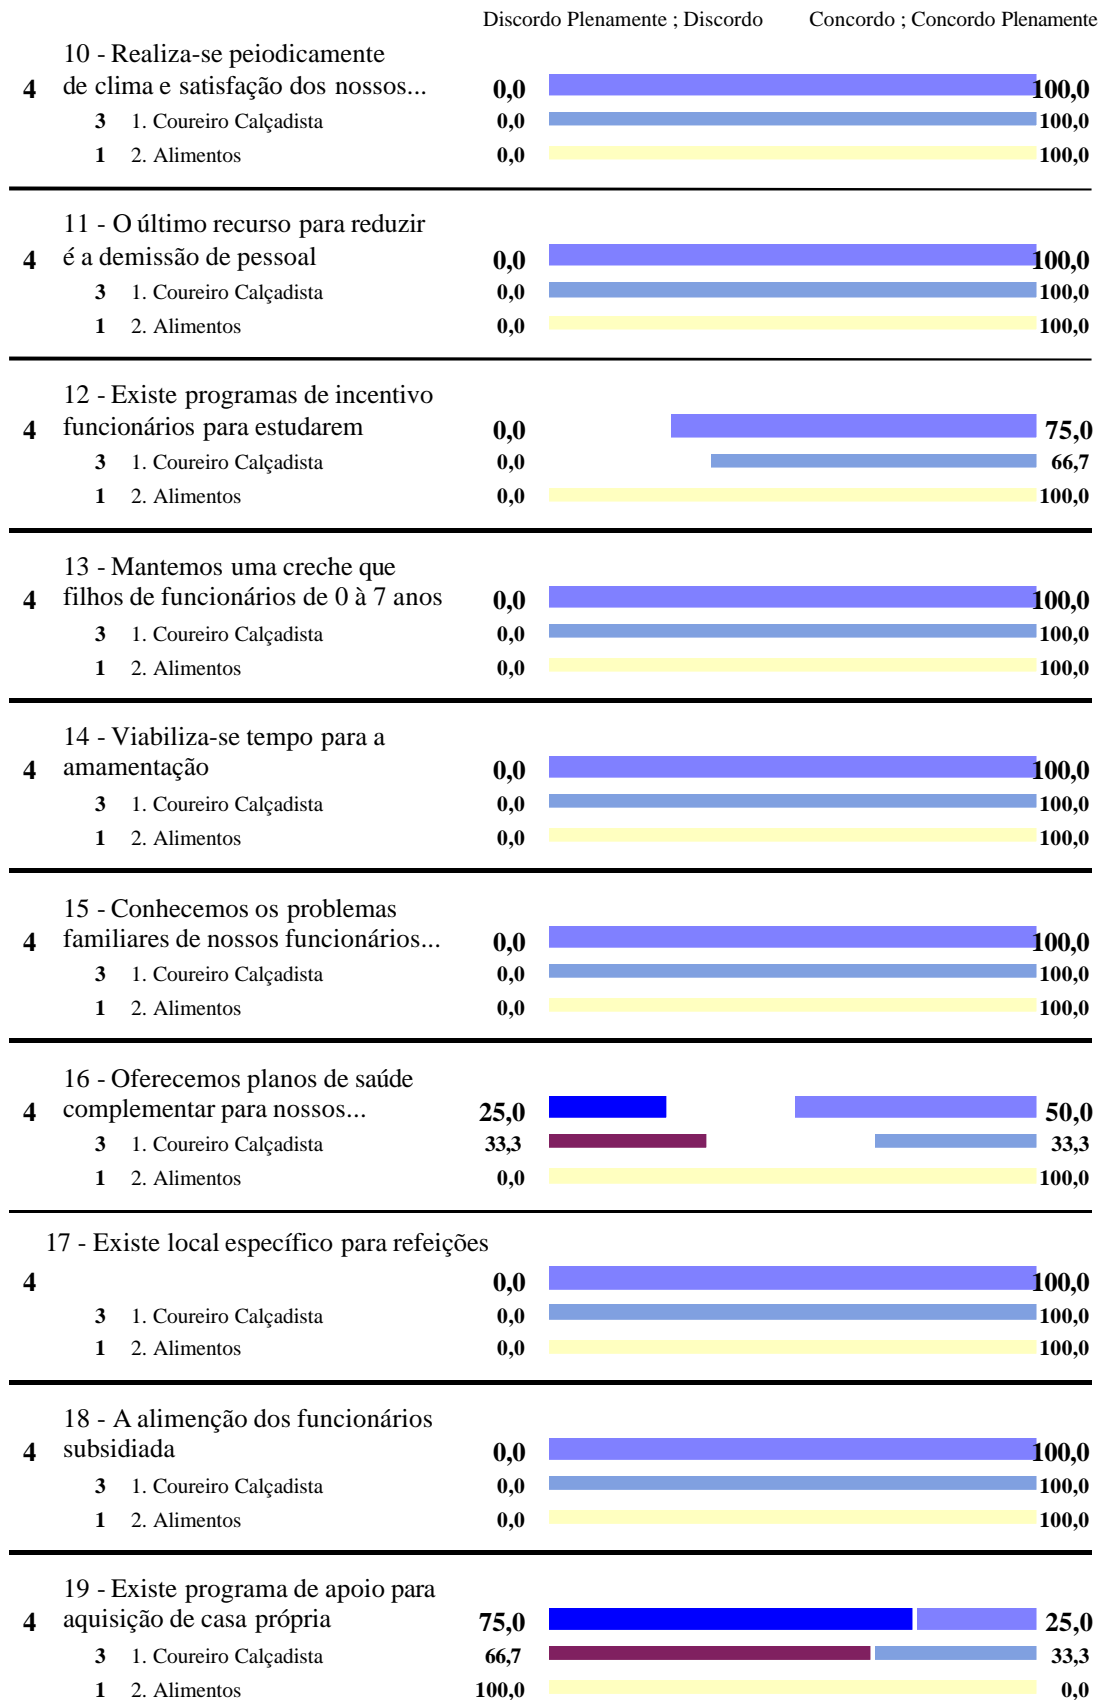 Discordo Plenamente ; Discordo Concordo ; Concordo Plenamente
10 - Realiza-se peiodicamente
4 de clima e satisfação dos nossos... 0,0 100,0
3 1. Coureiro Calçadista 0,0 100,0
1 2. Alimentos 0,0 100,0
11 - O último recurso para reduzir
4 é a demissão de pessoal 0,0 100,0
3 1. Coureiro Calçadista 0,0 100,0
1 2. Alimentos 0,0 100,0
12 - Existe programas de incentivo
4 funcionários para estudarem 0,0 75,0
3 1. Coureiro Calçadista 0,0 66,7
1 2. Alimentos 0,0 100,0
13 - Mantemos uma creche que
4 filhos de funcionários de 0 à 7 anos 0,0 100,0
3 1. Coureiro Calçadista 0,0 100,0
1 2. Alimentos 0,0 100,0
14 - Viabiliza-se tempo para a
4 amamentação 0,0 100,0
3 1. Coureiro Calçadista 0,0 100,0
1 2. Alimentos 0,0 100,0
15 - Conhecemos os problemas
4 familiares de nossos funcionários... 0,0 100,0
3 1. Coureiro Calçadista 0,0 100,0
1 2. Alimentos 0,0 100,0
16 - Oferecemos planos de saúde
4 complementar para nossos... 25,0 50,0
3 1. Coureiro Calçadista 33,3 33,3
1 2. Alimentos 0,0 100,0
17 - Existe local específico para refeições
4 0,0 100,0
3 1. Coureiro Calçadista 0,0 100,0
1 2. Alimentos 0,0 100,0
18 - A alimenção dos funcionários
4 subsidiada 0,0 100,0
3 1. Coureiro Calçadista 0,0 100,0
1 2. Alimentos 0,0 100,0
19 - Existe programa de apoio para
4 aquisição de casa própria 75,0 25,0
3 1. Coureiro Calçadista 66,7 33,3
1 2. Alimentos 100,0 0,0